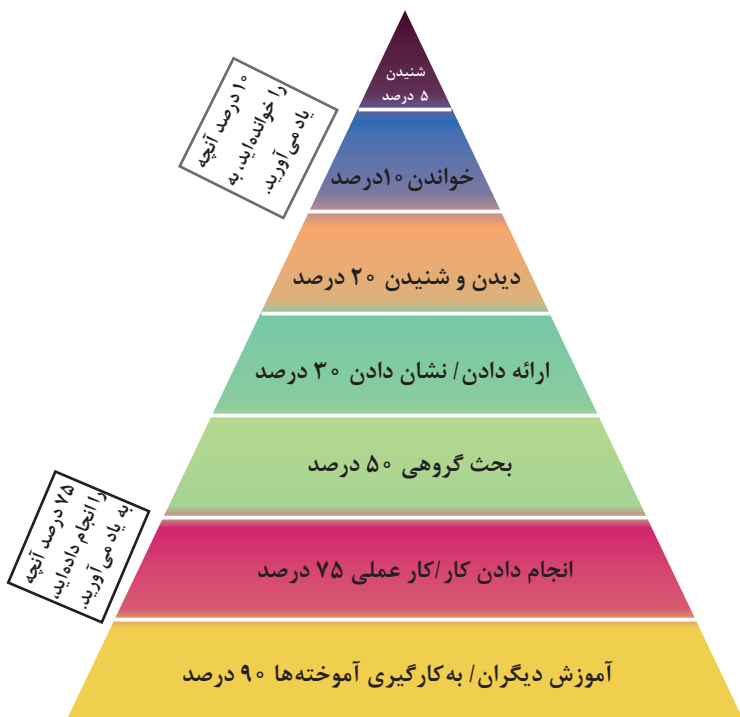 شنیدن
۵ درصد
۱۰ درصد آنچه
را خوانده‌اید، به
یاد می‌آورید.
خواندن ۱۰درصد
دیدن و شنیدن ۲۰ درصد
ارائه دادن/ نشان دادن ۳۰ درصد
بحث گروهی ۵۰ درصد
۷۵ درصد آنچه
را انجام داده‌اید،
به یاد می‌آورید.
انجام دادن کار/کار عملی ۷۵ درصد
آموزش دیگران/ به‌کارگیری آموخته‌ها ۹۰ درصد